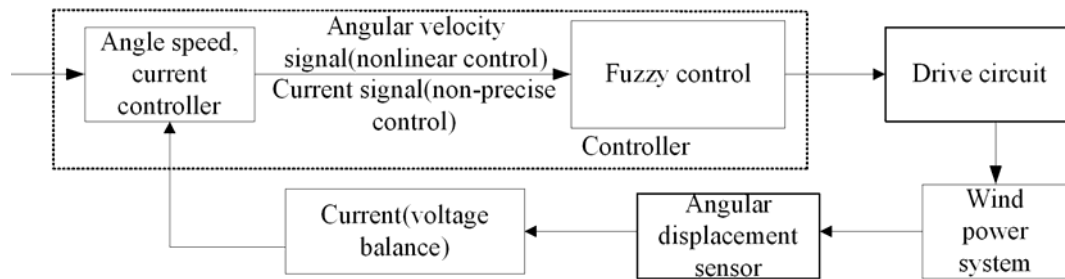 Angle speed,
current
controller
Angular velocity
signal(nonlinear control)
Current signal(non-precise
control)
Fuzzy control
Controller
Drive circuit
Wind
power
system
Angular
displacement
sensor
Current(voltage
balance)